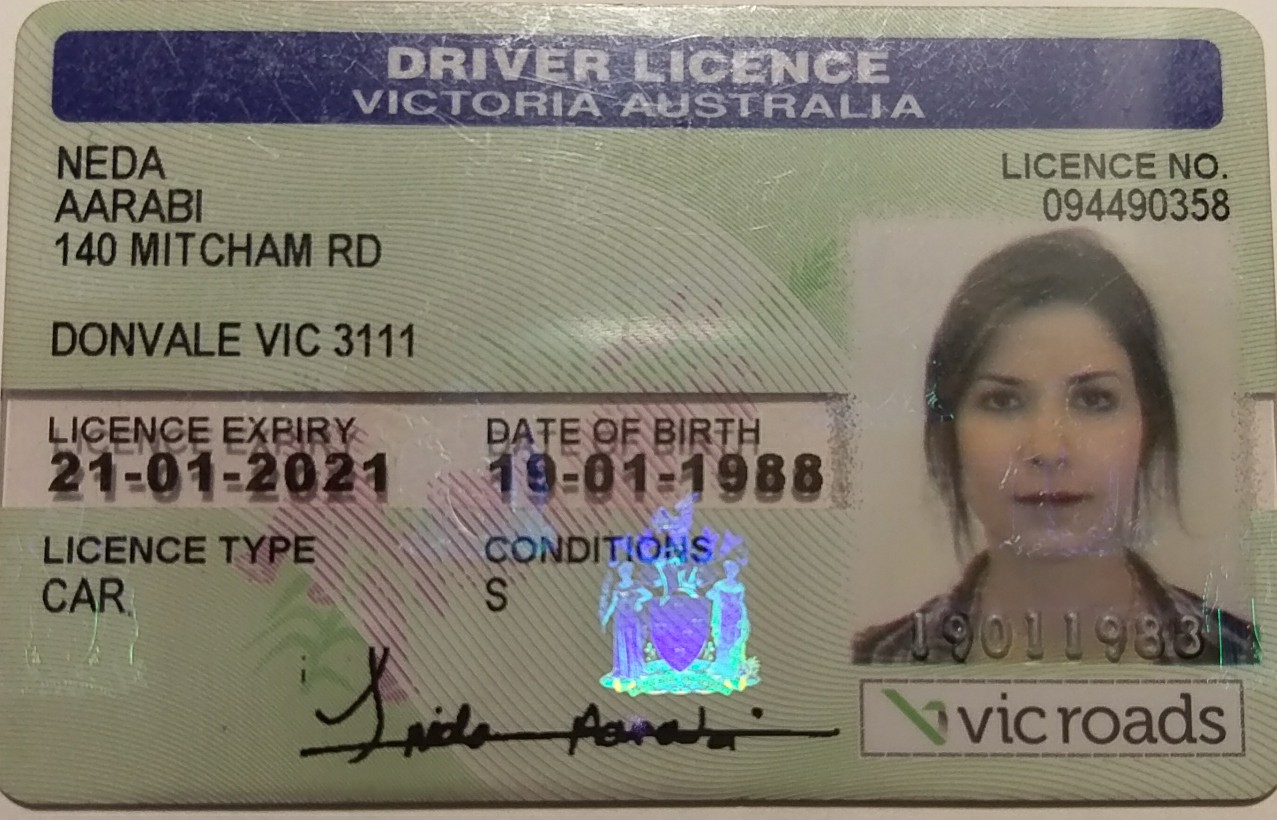 DRIVER LICENCE
VICTORIA AUSTRALIA
NEDA
AARABI
140 MITCHAM RD
DONVALE VIC 3111
LICENCE NO.
094490358
LICENCE EXPIRY
21-01-2021
DATE OF BIRTH
19-01-1988
LICENCE TYPE
CAR
CONDITIONS
S
19011983
Neda Aarabi
vic roads